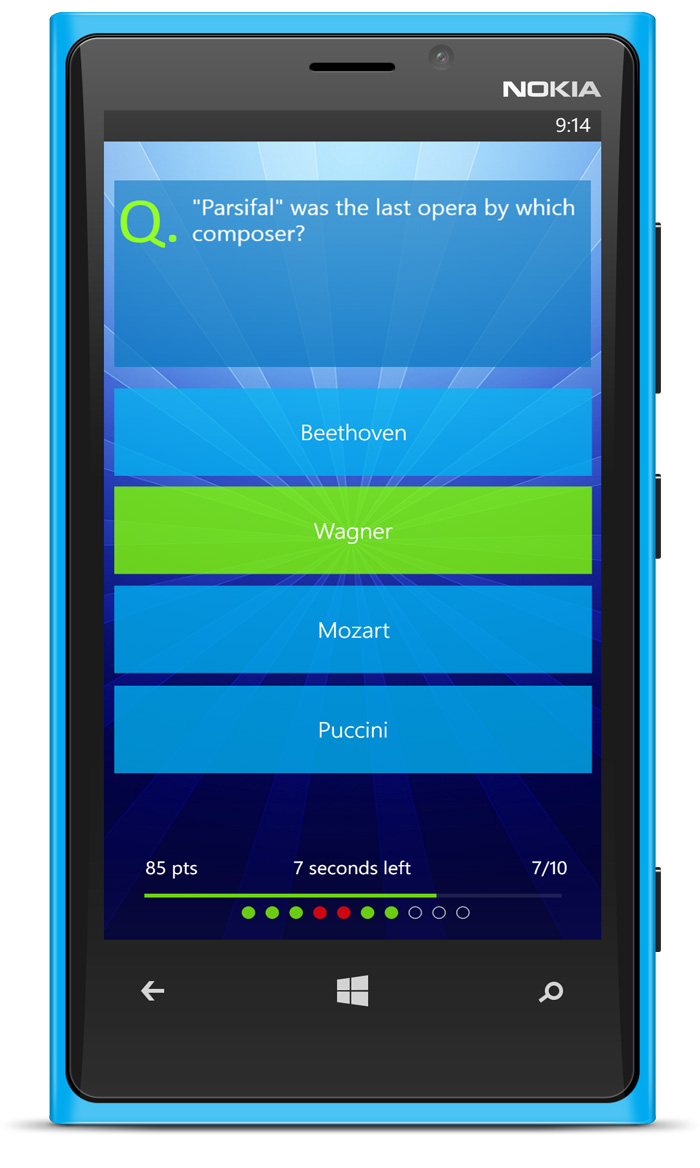 NOKIA
9:14
Q. "Parsifal" was the last opera by which
composer?
Beethoven
Wagner
Mozart
Puccini
85 pts 7 seconds left 7/10